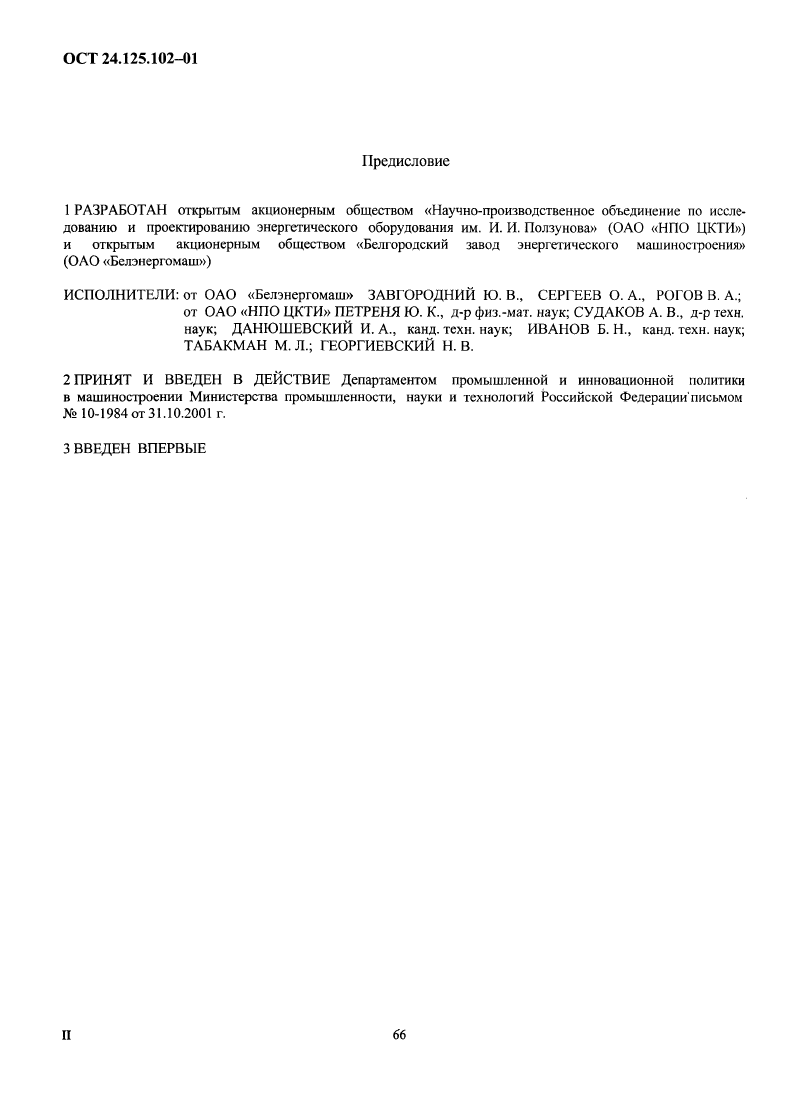 ОСТ 24.125.102–01
Предисловие
1 РАЗРАБОТАН открытым акционерным обществом «Научно-производственное объединение по иссле-
дованию и проектированию энергетического оборудования им. И. И. Ползунова» (ОАО «НПО ЦКТИ»)
и открытым акционерным обществом «Белгородский завод энергетического машиностроения»
(ОАО «Белэнергомаш»)
ИСПОЛНИТЕЛИ: от ОАО «Белэнергомаш» ЗАВГОРОДНИЙ Ю. В., СЕРГЕЕВ О. А., РОГОВ В. А.;
от ОАО «НПО ЦКТИ» ПЕТРЕНЯ Ю. К., д-р физ.-мат. наук; СУДАКОВ А. В., д-р техн.
наук; ДАНЮШЕВСКИЙ И. А., канд. техн. наук; ИВАНОВ Б. Н., канд. техн. наук;
ТАБАКМАН М. Л.; ГЕОРГИЕВСКИЙ Н. В.
2 ПРИНЯТ И ВВЕДЕН В ДЕЙСТВИЕ Департаментом промышленной и инновационной политики
в машиностроении Министерства промышленности, науки и технологий Российской Федерации письмом
№ 10-1984 от 31.10.2001 г.
3 ВВЕДЕН ВПЕРВЫЕ
II
66